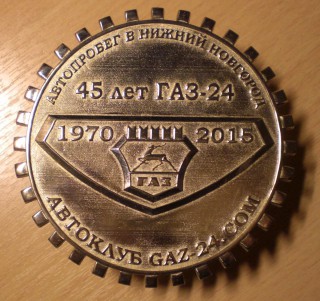 АВТОПРОБЕГ В НИЖНИЙ НОВГОРОД
45 лет ГАЗ-24
1970 2015
ГАЗ
АВТОКЛУБ GAZ-24.COM